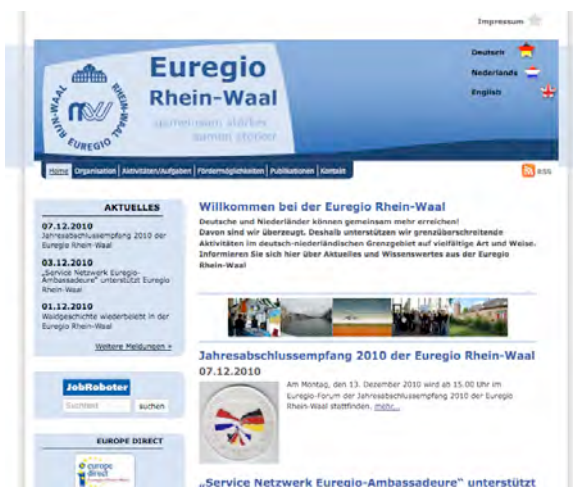 Impressum
Euregio
Rhein-Waal
gemeinsam stärker
samen sterker
RHEIN-WAAL
EUREGIO
RIJN-WAAL
Deutsch
Nederlands
English
Home | Organisation | Aktivitäten/Aufgaben | Fördermöglichkeiten | Publikationen | Kontakt
RSS
AKTUELLES
07.12.2010
Jahresabschlussempfang 2010 der
Euregio Rhein-Waal
03.12.2010
„Service Netzwerk Euregio-
Ambassadeure“ unterstützt Euregio
Rhein-Waal
01.12.2010
Waldgeschichte wiederbelebt in der
Euregio Rhein-Waal
Weitere Meldungen »
JobRoboter
Suchtext
suchen
EUROPE DIRECT
europe
direct
Willkommen bei der Euregio Rhein-Waal
Deutsche und Niederländer können gemeinsam mehr erreichen!
Davon sind wir überzeugt. Deshalb unterstützen wir grenzüberschreitende
Aktivitäten im deutsch-niederländischen Grenzgebiet auf vielfältige Art und Weise.
Informieren Sie sich hier über Aktuelles und Wissenswertes aus der Euregio
Rhein-Waal
Jahresabschlussempfang 2010 der Euregio Rhein-Waal
07.12.2010
Am Montag, den 13. Dezember 2010 wird ab 15.00 Uhr im
Euregio-Forum der Jahresabschlussempfang 2010 der Euregio
Rhein-Waal stattfinden. mehr...
„Service Netzwerk Euregio-Ambassadeure“ unterstützt